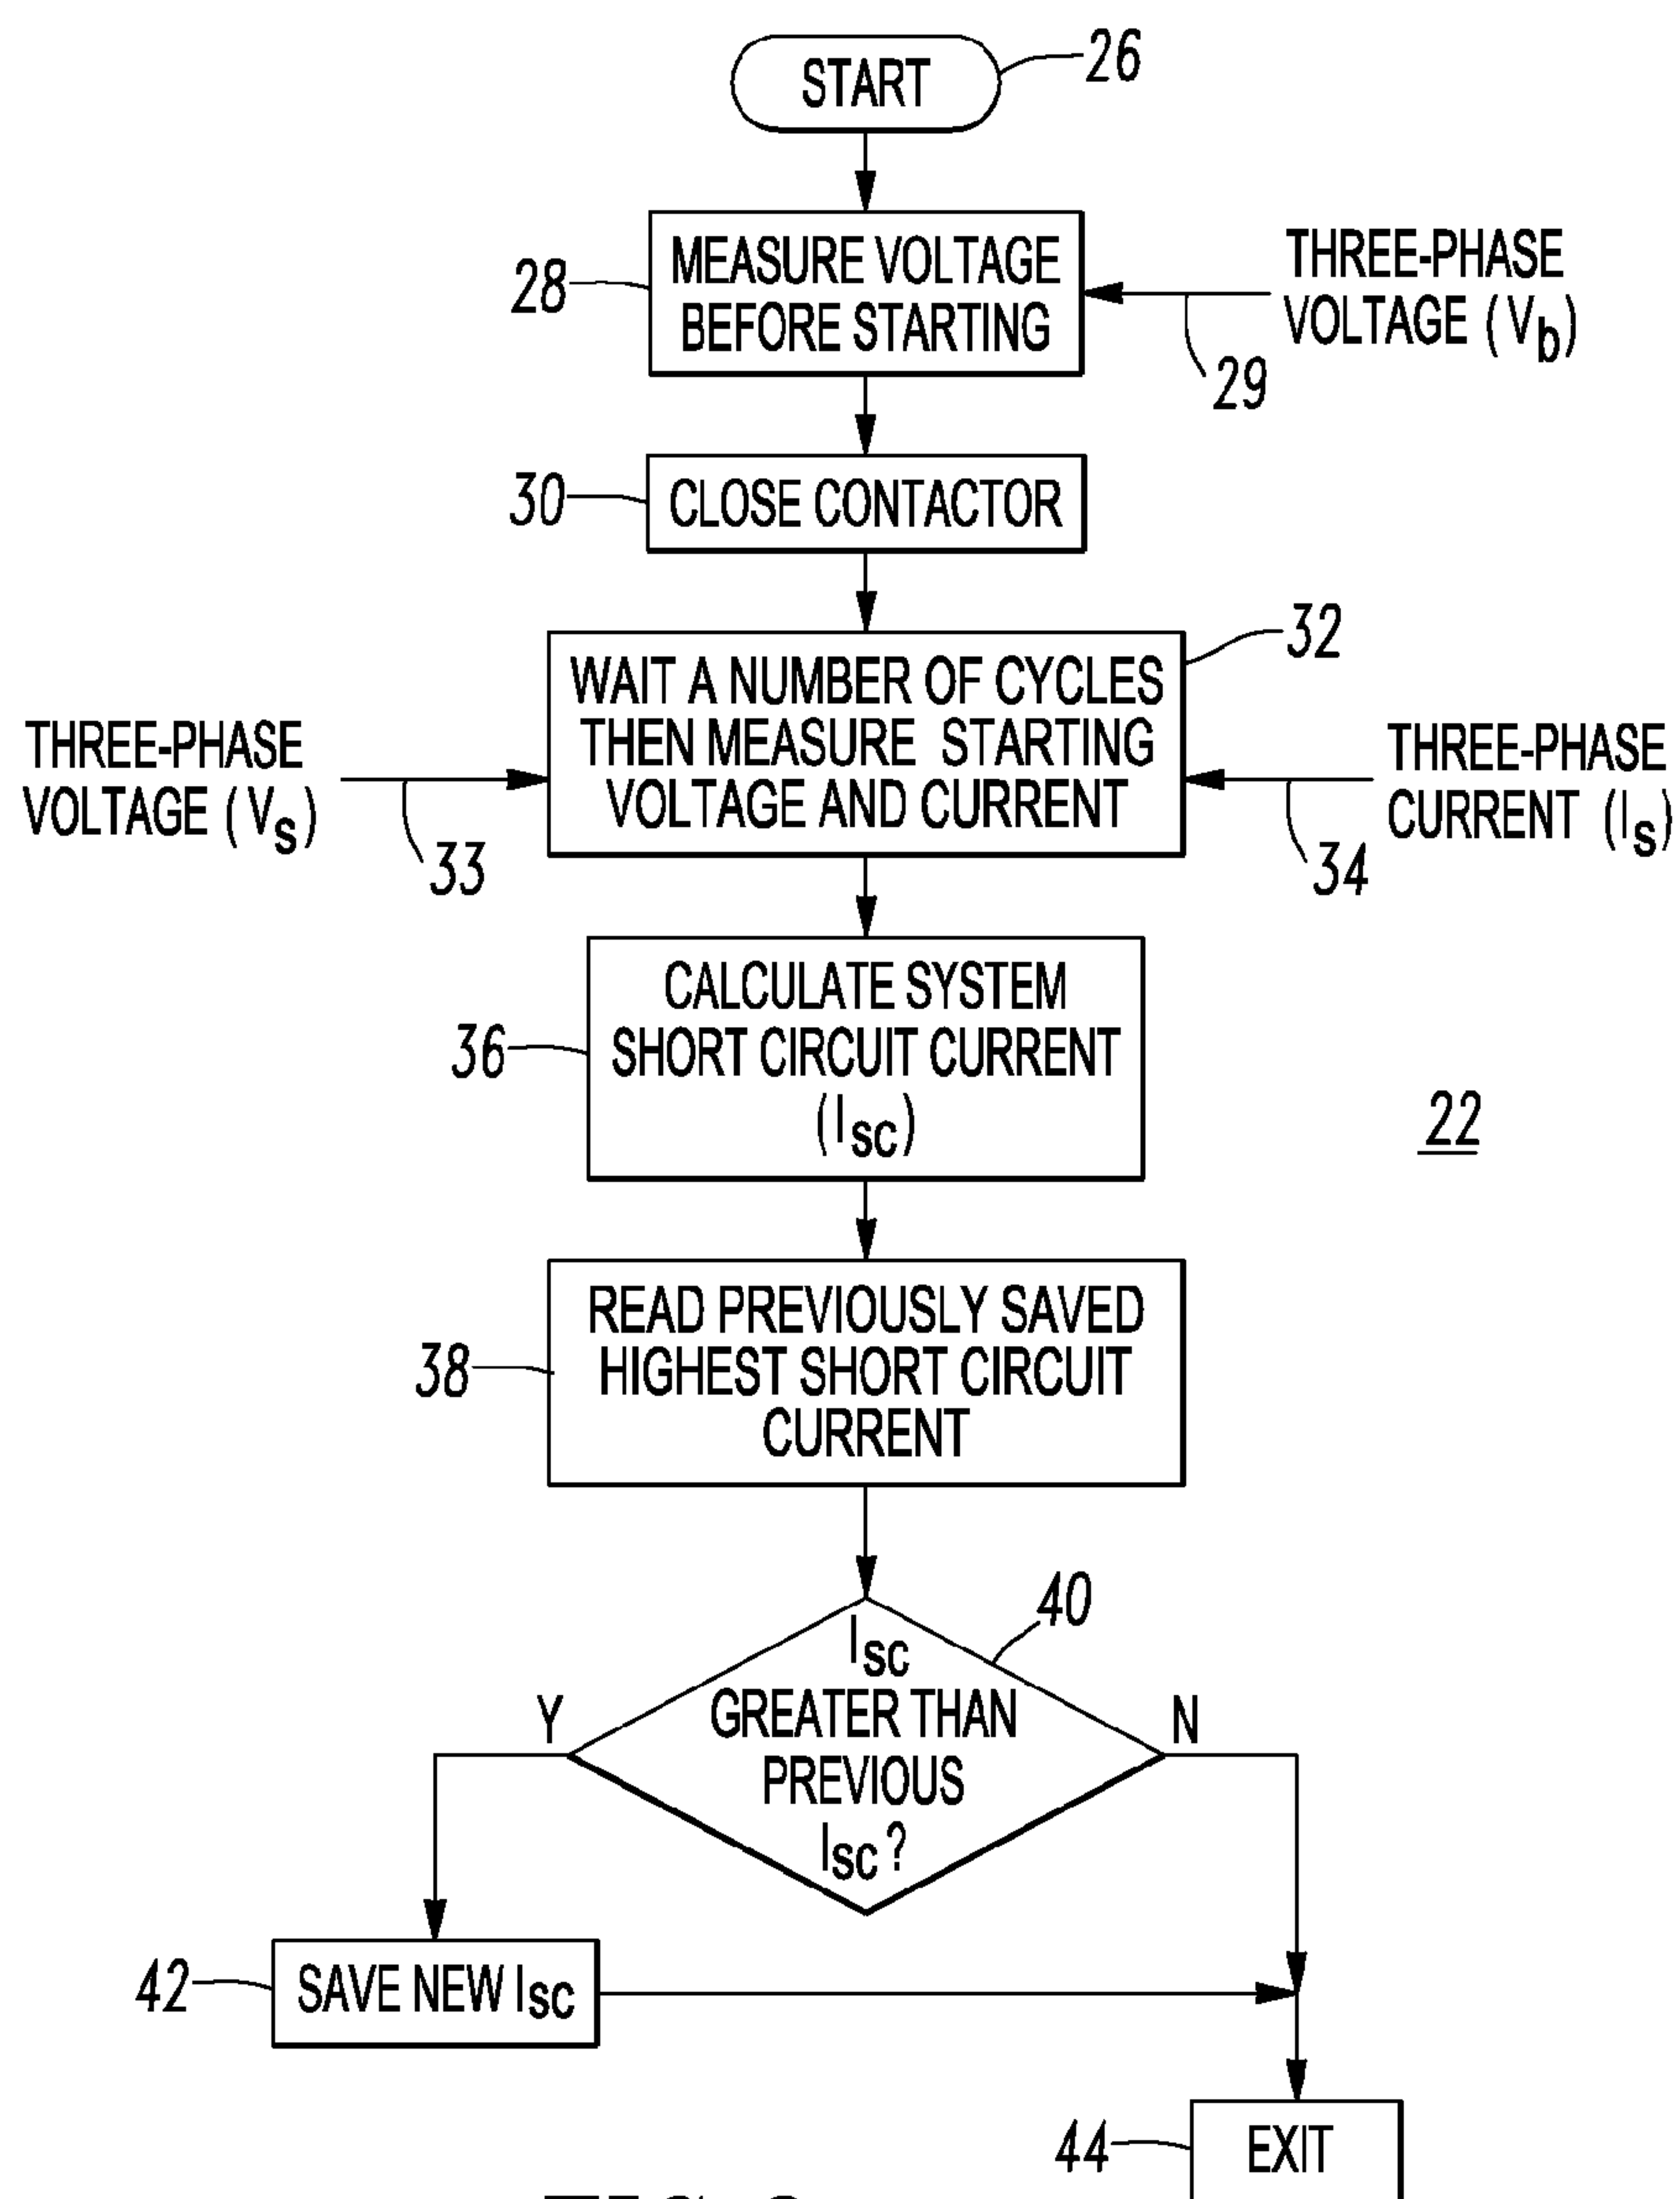 START
26
MEASURE VOLTAGE
BEFORE STARTING
28
THREE-PHASE
VOLTAGE (Vb)
29
30
CLOSE CONTACTOR
32
WAIT A NUMBER OF CYCLES
THEN MEASURE STARTING
VOLTAGE AND CURRENT
THREE-PHASE
VOLTAGE (Vs)
33
THREE-PHASE
CURRENT (Is)
34
36
CALCULATE SYSTEM
SHORT CIRCUIT CURRENT
(Isc)
22
38
READ PREVIOUSLY SAVED
HIGHEST SHORT CIRCUIT
CURRENT
40
Isc
GREATER THAN
PREVIOUS
Isc?
Y
N
42
SAVE NEW Isc
44
EXIT